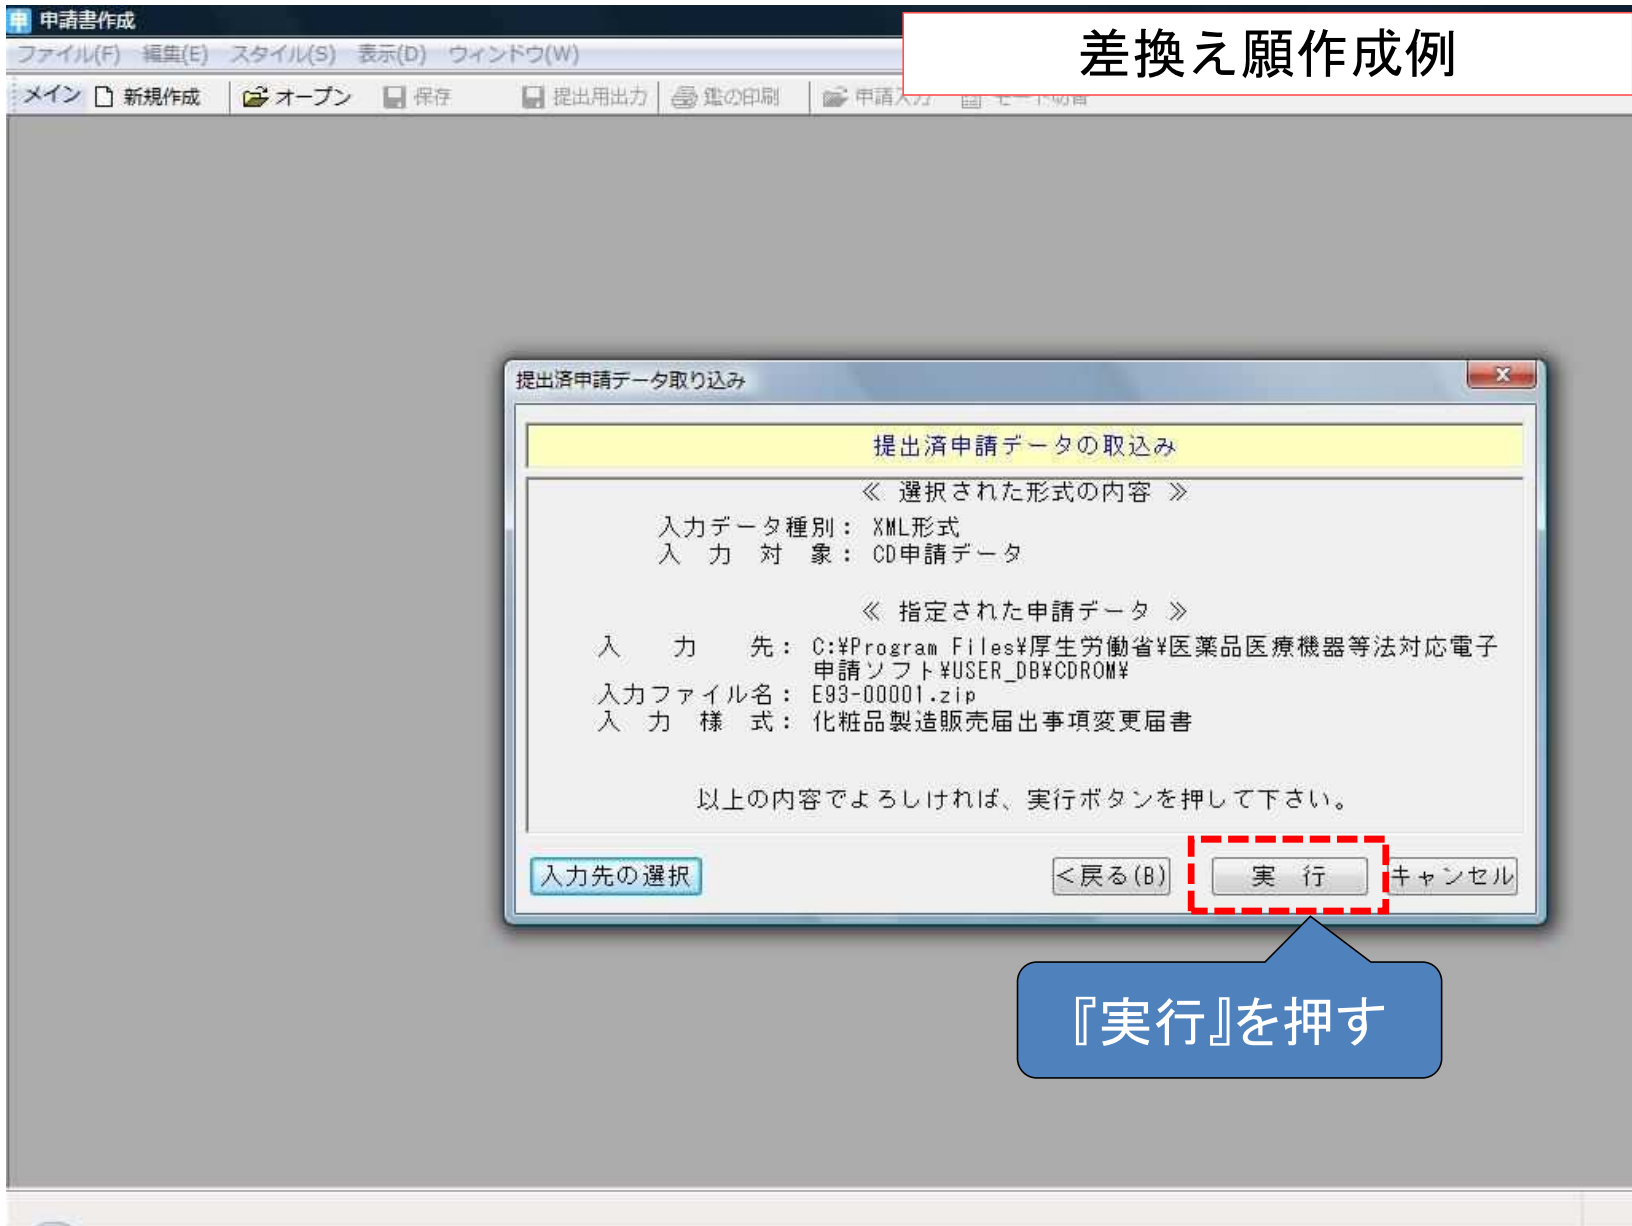 申請書作成
差換え願作成例
ファイル(F) 編集(E) スタイル(S) 表示(D) ウィンドウ(W)
メイン 新規作成 オープン 保存 提出用出力 鑑の印刷 申請入力 モード切替
提出済申請データ取り込み
提出済申請データの取込み
≪ 選択された形式の内容 ≫
入力データ種別： XML形式
入 力 対 象： CD申請データ
≪ 指定された申請データ ≫
入 力 先： C:¥Program Files¥厚生労働省¥医薬品医療機器等法対応電子
申請ソフト¥USER_DB¥CDROM¥
入力ファイル名： E93-00001.zip
入 力 様 式： 化粧品製造販売届出事項変更届書
以上の内容でよろしければ、実行ボタンを押して下さい。
入力先の選択 <戻る(B) 実 行 キャンセル
『実行』を押す